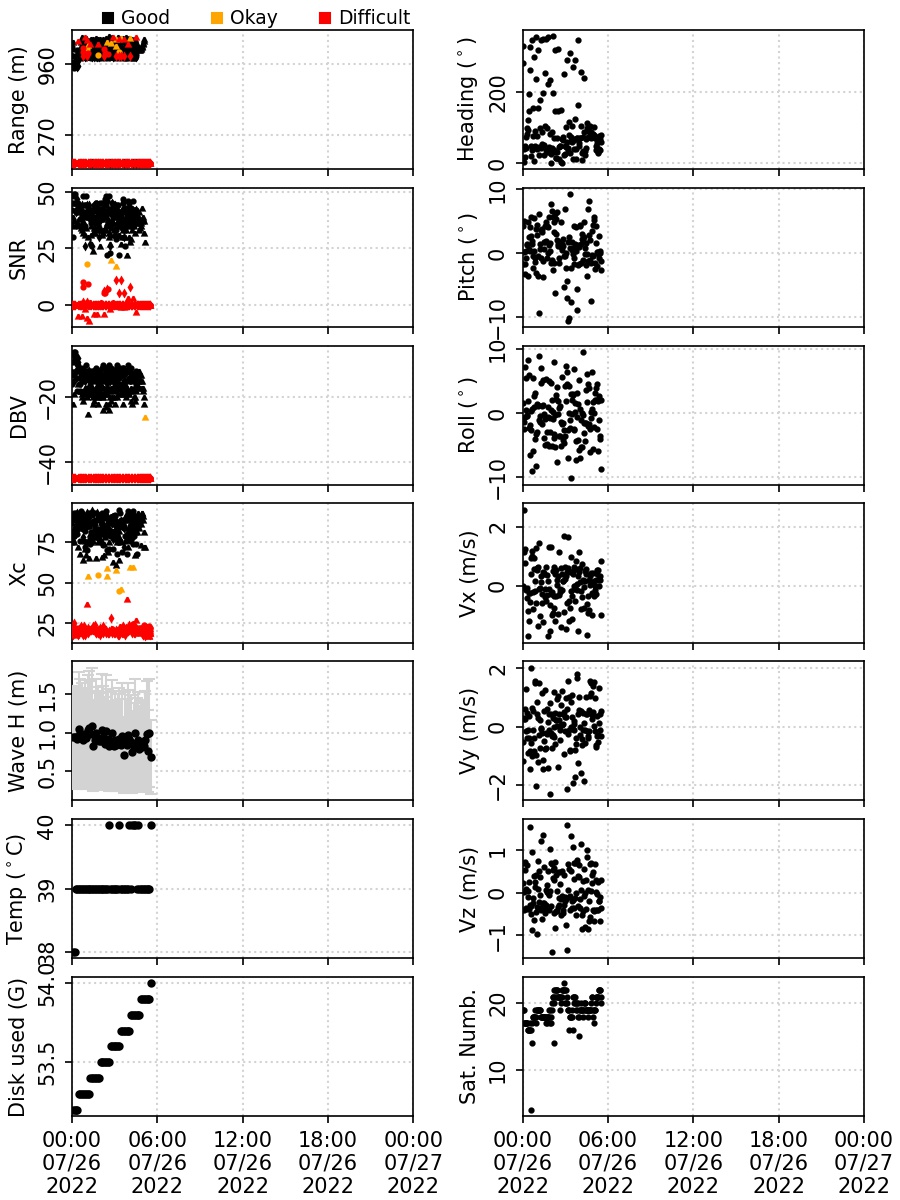 Good Okay Difficult
Range (m)
960
270
Heading (°)
200
0
SNR
50
25
0
Pitch (°)
10
0
−10
DBV
−20
−40
Roll (°)
10
0
−10
Xc
75
50
25
Vx (m/s)
2
0
Wave H (m)
1.5
1.0
0.5
Vy (m/s)
2
0
−2
Temp (°C)
40
39
38
Vz (m/s)
1
0
−1
Disk used (G)
54.0
53.5
Sat. Numb.
20
10
00:00 06:00 12:00 18:00 00:00
07/26 07/26 07/26 07/26 07/27
2022 2022 2022 2022 2022
00:00 06:00 12:00 18:00 00:00
07/26 07/26 07/26 07/26 07/27
2022 2022 2022 2022 2022